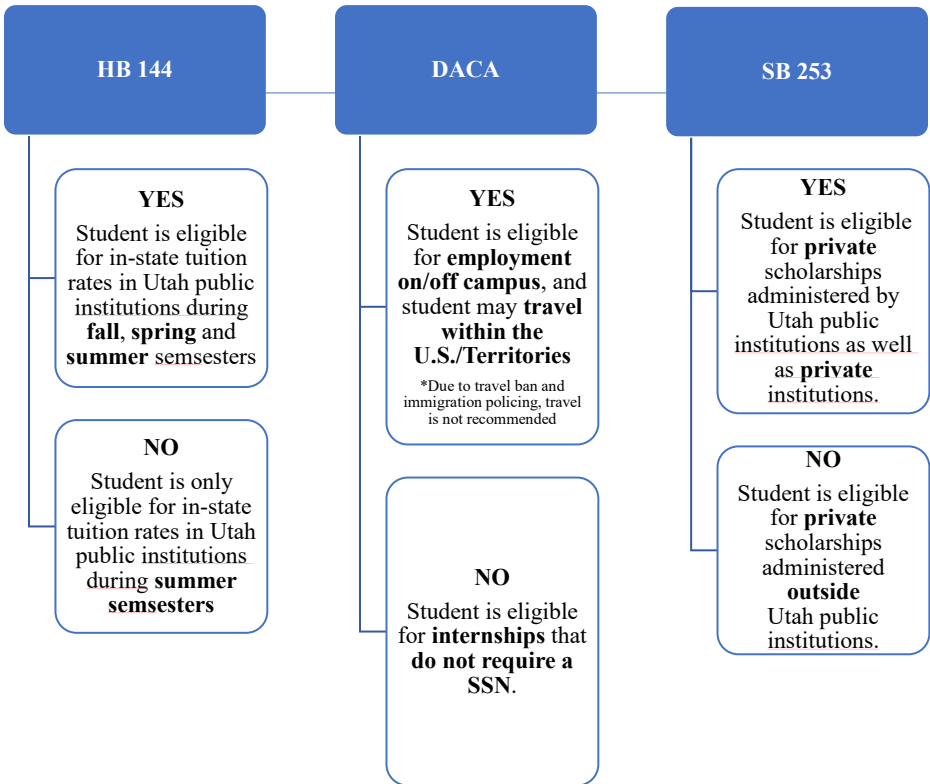 HB 144
YES
Student is eligible
for in-state tuition
rates in Utah public
institutions during
fall, spring and
summer semsesters
NO
Student is only
eligible for in-state
tuition rates in Utah
public institutions
during summer
semsesters
DACA
YES
Student is eligible
for employment
on/off campus, and
student may travel
within the
U.S./Territories
*Due to travel ban and
immigration policing, travel
is not recommended
NO
Student is eligible
for internships that
do not require a
SSN.
SB 253
YES
Student is eligible
for private
scholarships
administered by
Utah public
institutions as well
as private
institutions.
NO
Student is eligible
for private
scholarships
administered
outside
Utah public
institutions.